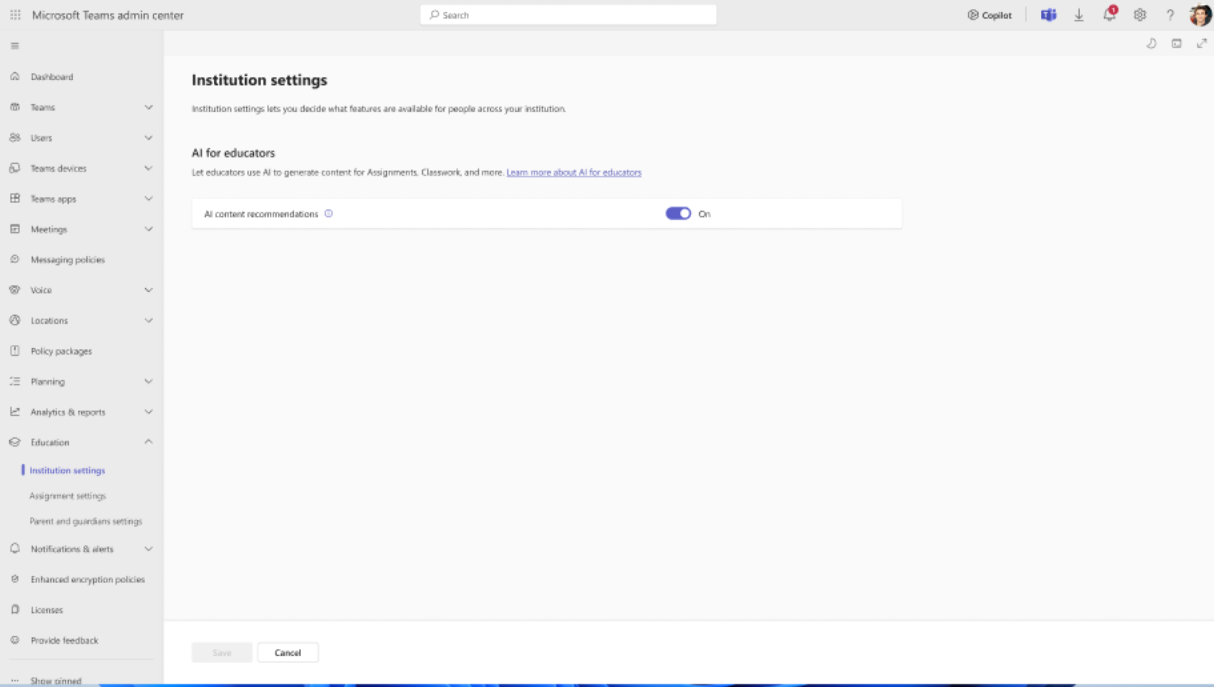 Microsoft Teams admin center
Search
Copilot
1
?
Dashboard
Teams
Users
Teams devices
Teams apps
Meetings
Messaging policies
Voice
Locations
Policy packages
Planning
Analytics & reports
Education
Institution settings
Assignment settings
Parent and guardians settings
Notifications & alerts
Enhanced encryption policies
Licenses
Provide feedback
Show pinned
Institution settings
Institution settings lets you decide what features are available for people across your institution.
AI for educators
Let educators use AI to generate content for Assignments, Classwork, and more. Learn more about AI for educators
AI content recommendations
On
Save
Cancel